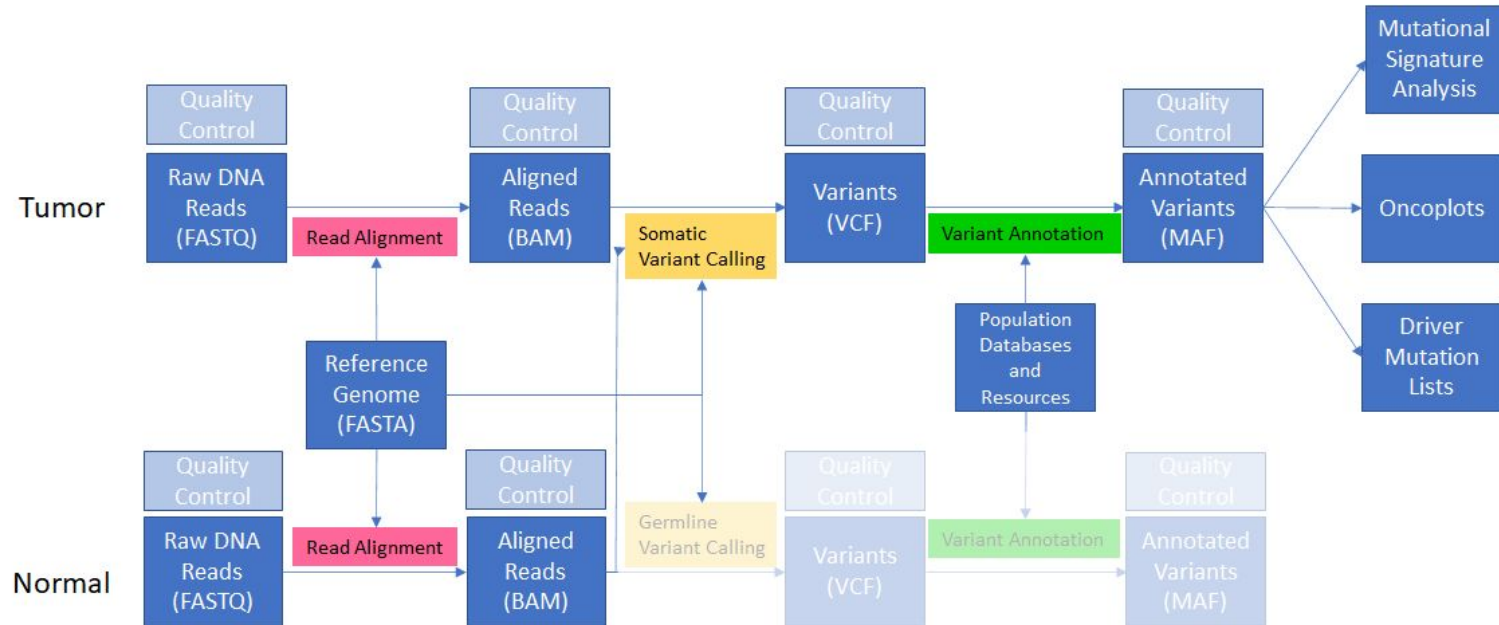 Mutational
Signature
Analysis
Quality
Control
Quality
Control
Quality
Control
Quality
Control
Tumor
Raw DNA
Reads
(FASTQ)
Read Alignment
Aligned
Reads
(BAM)
Somatic
Variant Calling
Variants
(VCF)
Variant Annotation
Annotated
Variants
(MAF)
Oncoplots
Reference
Genome
(FASTA)
Population
Databases
and
Resources
Driver
Mutation
Lists
Quality
Control
Quality
Control
Quality
Control
Quality
Control
Normal
Raw DNA
Reads
(FASTQ)
Read Alignment
Aligned
Reads
(BAM)
Germline
Variant Calling
Variants
(VCF)
Variant Annotation
Annotated
Variants
(MAF)